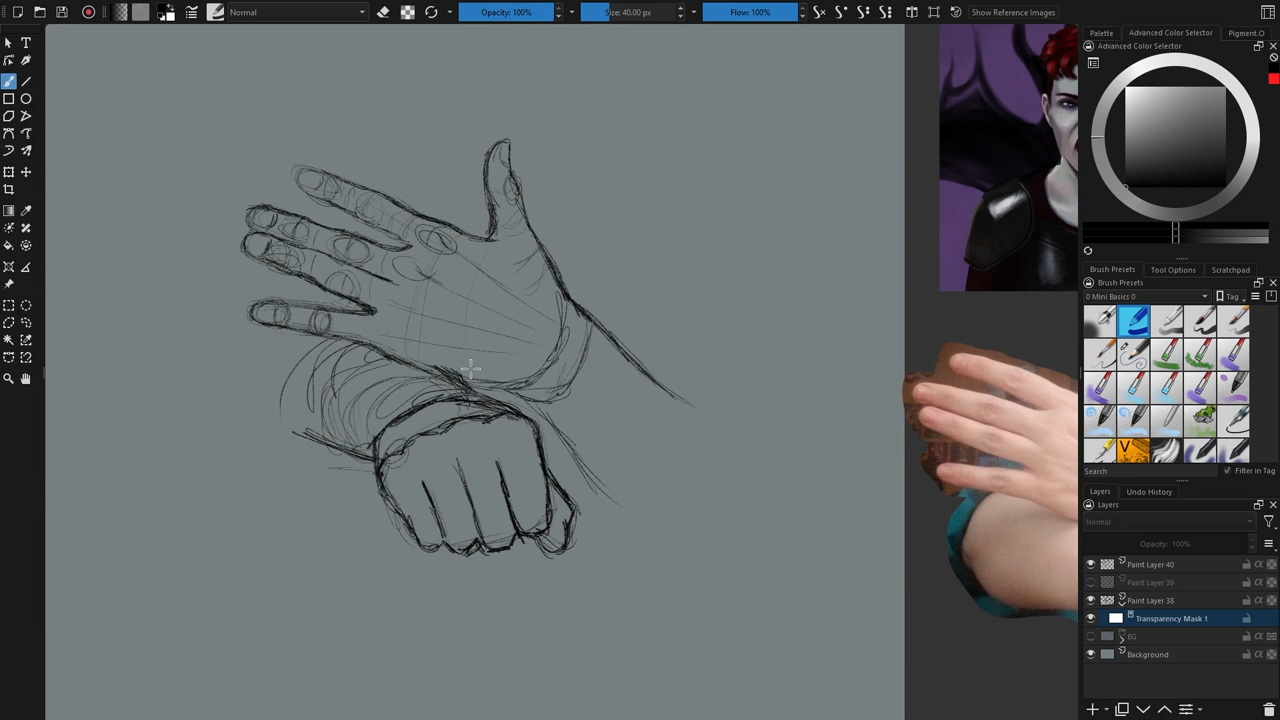 Normal
Opacity: 100%
Size: 40.00 px
Flow: 100%
Show Reference Images
Palette
Advanced Color Selector
Pigment.O
Advanced Color Selector
Brush Presets
Tool Options
Scratchpad
Brush Presets
0 Mini Basics 0
Tag
Search
Filter in Tag
Layers
Undo History
Layers
Normal
Opacity: 100%
Paint Layer 40
Paint Layer 39
Paint Layer 38
Transparency Mask 1
BG
Background